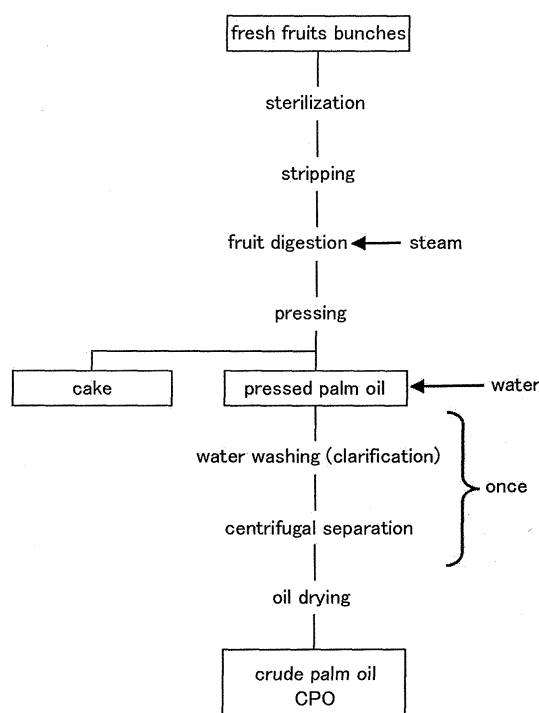 fresh fruits bunches
sterilization
stripping
fruit digestion
steam
pressing
cake
pressed palm oil
water
water washing (clarification)
once
centrifugal separation
oil drying
crude palm oil
CPO